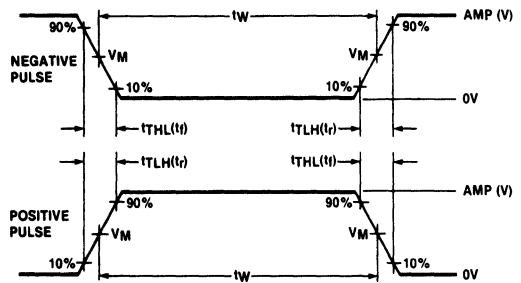 tW
AMP (V)
90%
90%
NEGATIVE
PULSE
VM
VM
10%
10%
0V
tTHL(tf)
tTLH(tr)
tTLH(tr)
tTHL(tf)
AMP (V)
90%
90%
POSITIVE
PULSE
VM
VM
10%
10%
tW
0V